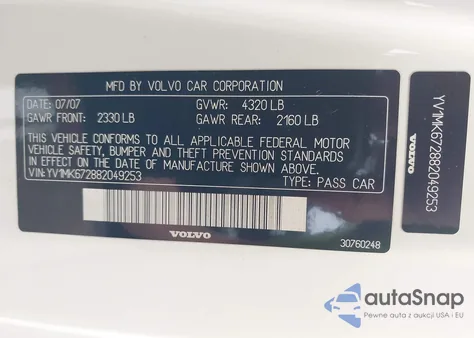 MFD BY VOLVO CAR CORPORATION
DATE: 07/07 GVWR: 4320 LB
GAWR FRONT: 2330 LB GAWR REAR: 2160 LB
THIS VEHICLE CONFORMS TO ALL APPLICABLE FEDERAL MOTOR
VEHICLE SAFETY, BUMPER AND THEFT PREVENTION STANDARDS
IN EFFECT ON THE DATE OF MANUFACTURE SHOWN ABOVE.
VIN: YV1MK672882049253 TYPE: PASS CAR
VOLVO
30760248
YV1MK672882049253
VOLVO
autoSnap
Pewne auta z aukcji USA i EU